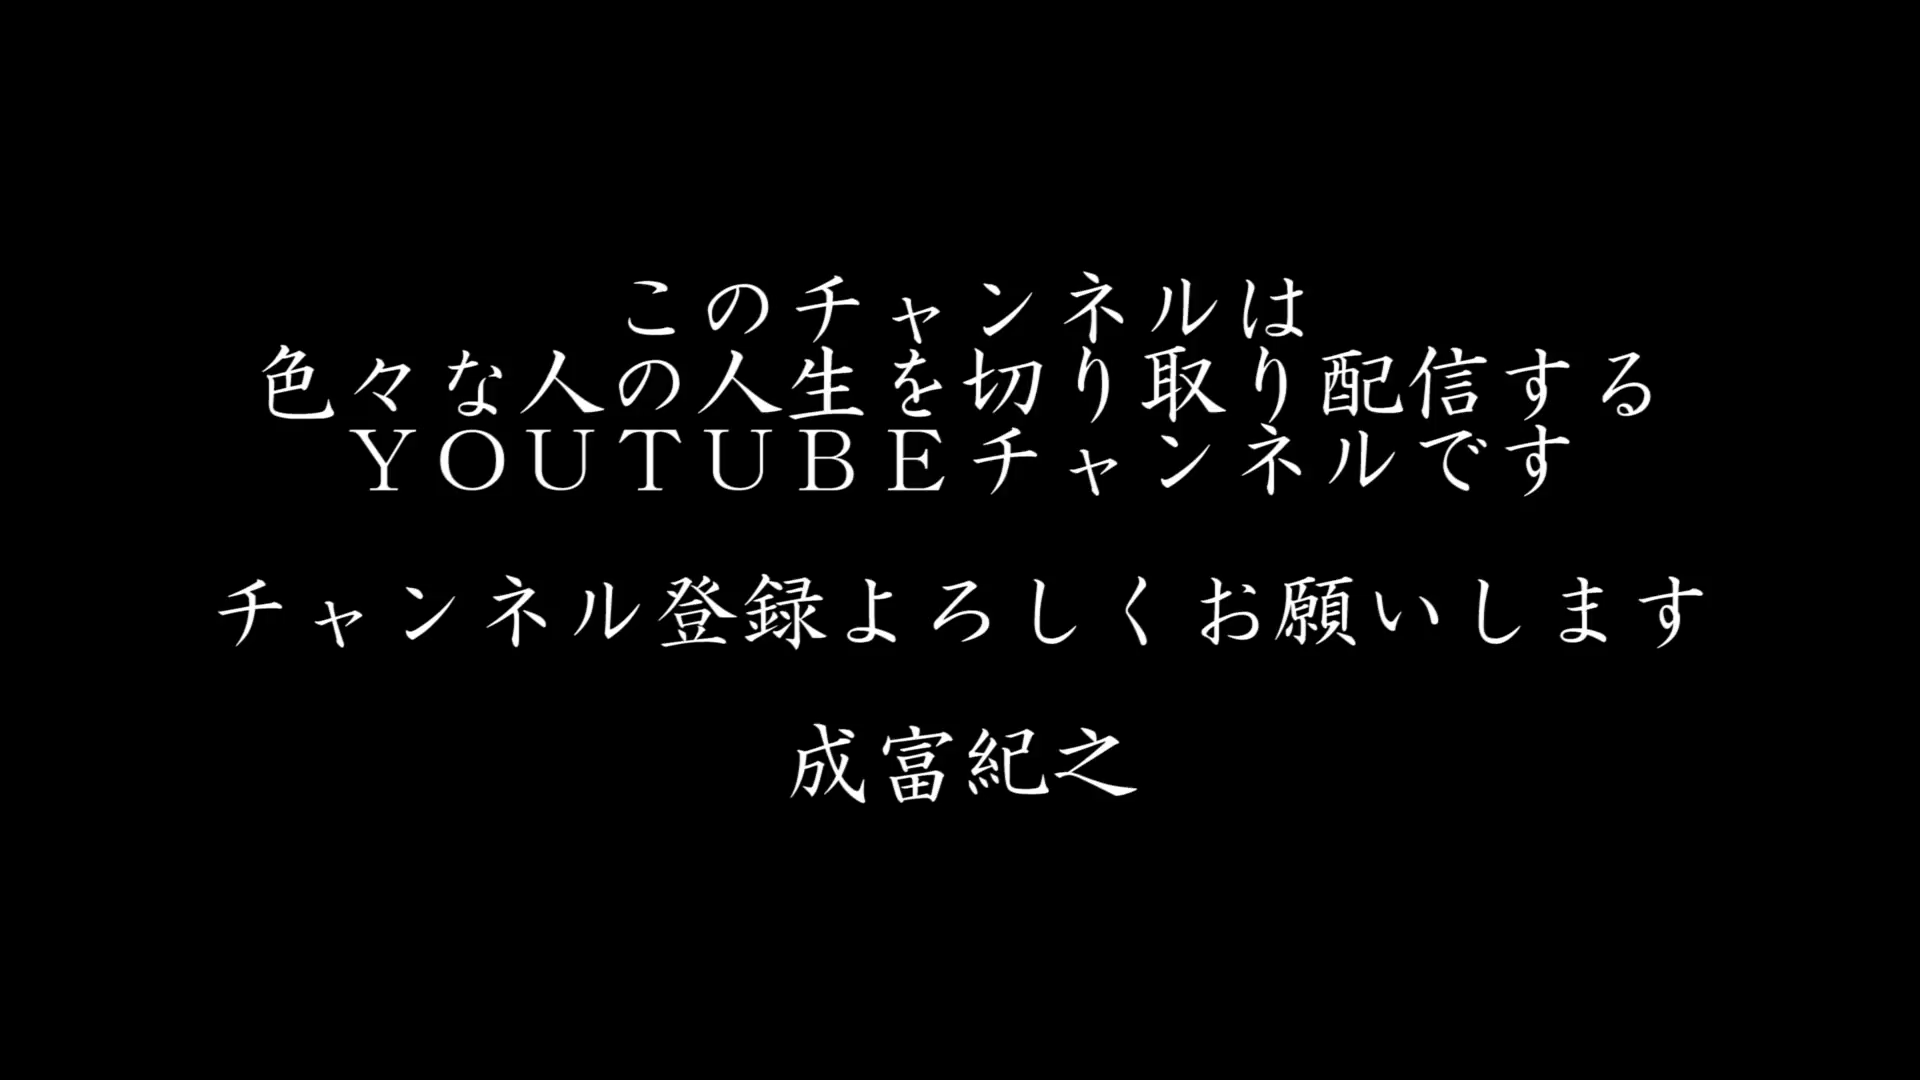 このチャンネルは
色々な人の人生を切り取り配信する
ＹＯＵＴＵＢＥチャンネルです
チャンネル登録よろしくお願いします
成富紀之